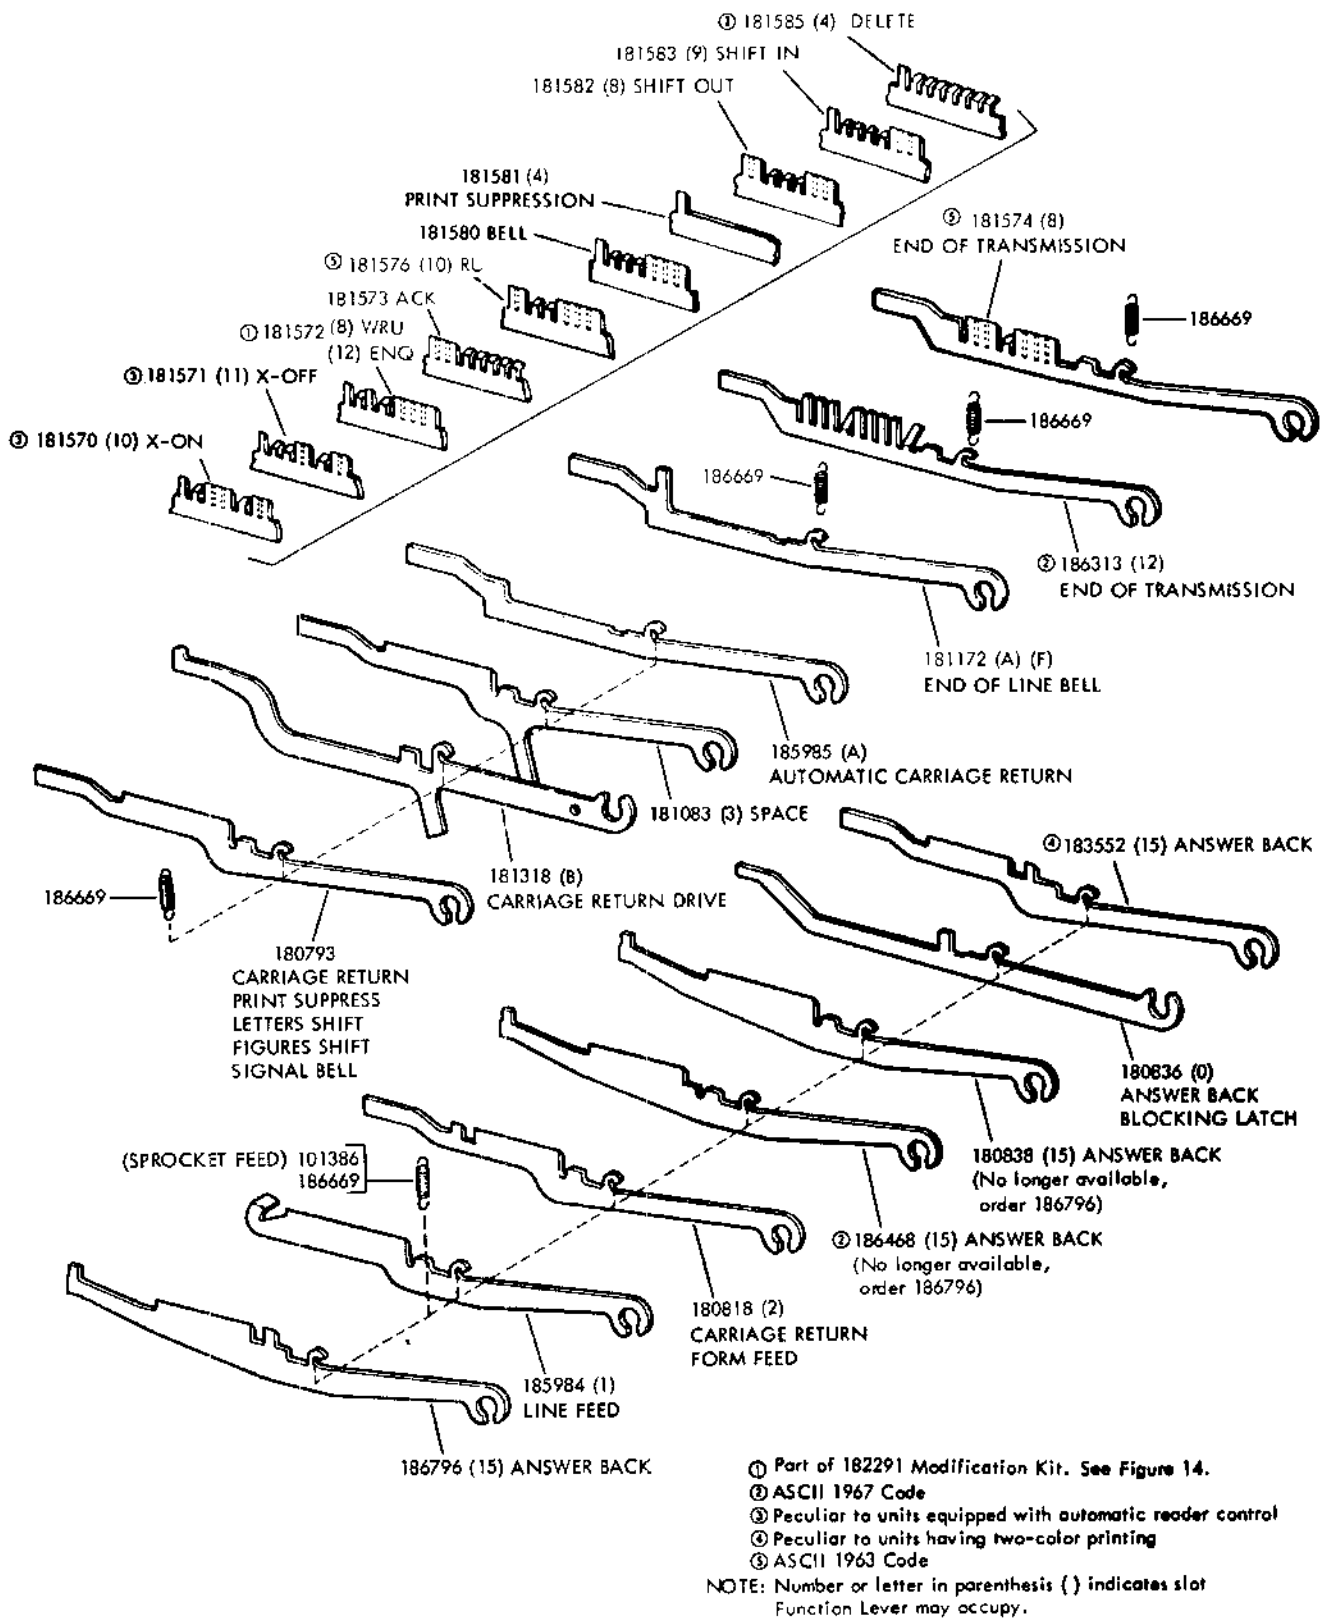 ③ 181585 (4) DELETE
181583 (9) SHIFT IN
181582 (8) SHIFT OUT
181581 (4)
PRINT SUPPRESSION
181580 BELL
⑤ 181576 (10) RU
181573 ACK
① 181572 (8) WRU
(12) ENQ
③ 181571 (11) X-OFF
③ 181570 (10) X-ON
⑤ 181574 (8)
END OF TRANSMISSION
186669
186669
186669
② 186313 (12)
END OF TRANSMISSION
181172 (A) (F)
END OF LINE BELL
185985 (A)
AUTOMATIC CARRIAGE RETURN
181083 (3) SPACE
181318 (B)
CARRIAGE RETURN DRIVE
186669
180793
CARRIAGE RETURN
PRINT SUPPRESS
LETTERS SHIFT
FIGURES SHIFT
SIGNAL BELL
④ 183552 (15) ANSWER BACK
180836 (0)
ANSWER BACK
BLOCKING LATCH
180838 (15) ANSWER BACK
(No longer available,
order 186796)
② 186468 (15) ANSWER BACK
(No longer available,
order 186796)
(SPROCKET FEED) 101386
186669
180818 (2)
CARRIAGE RETURN
FORM FEED
185984 (1)
LINE FEED
186796 (15) ANSWER BACK
① Part of 182291 Modification Kit. See Figure 14.
② ASCII 1967 Code
③ Peculiar to units equipped with automatic reader control
④ Peculiar to units having two-color printing
⑤ ASCII 1963 Code
NOTE: Number or letter in parenthesis ( ) indicates slot
Function Lever may occupy.